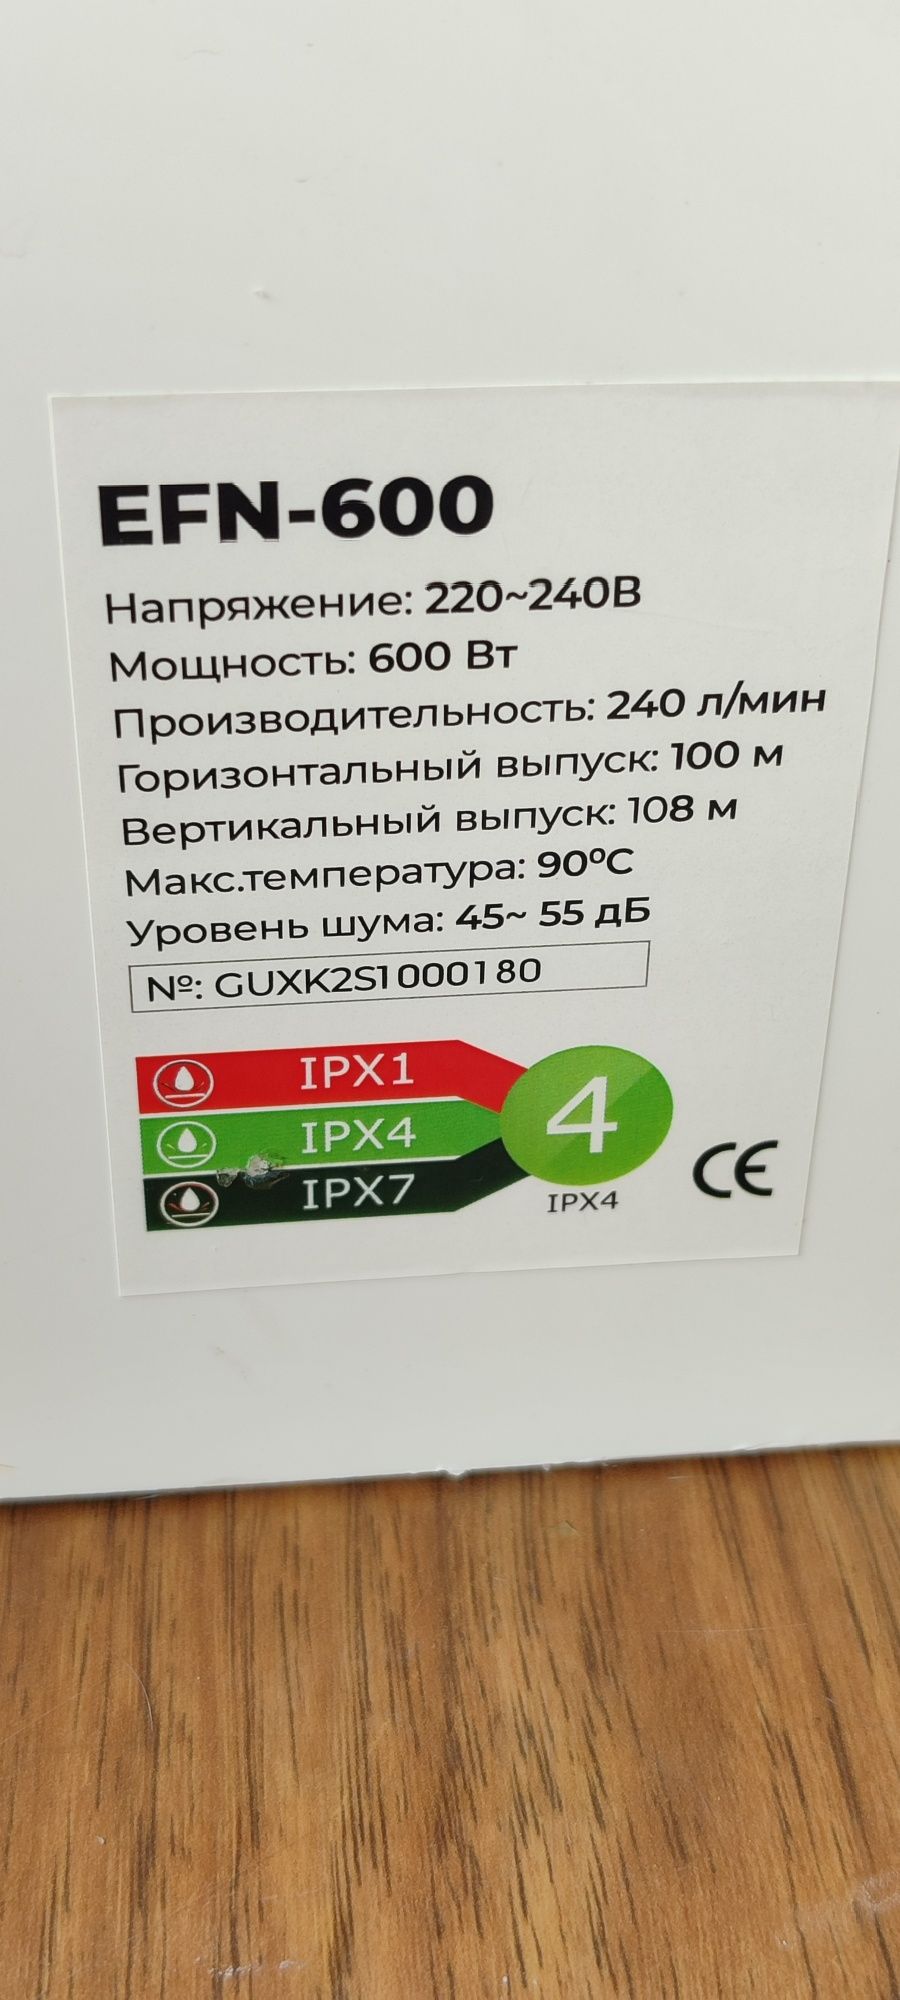 EFN-600
Напряжение: 220~240В
Мощность: 600 Вт
Производительность: 240 л/мин
Горизонтальный выпуск: 100 м
Вертикальный выпуск: 108 м
Макс.температура: 90ºC
Уровень шума: 45~ 55 дБ
№: GUXK2S1000180
IPX1
IPX4
IPX7
4
IPX4
CE